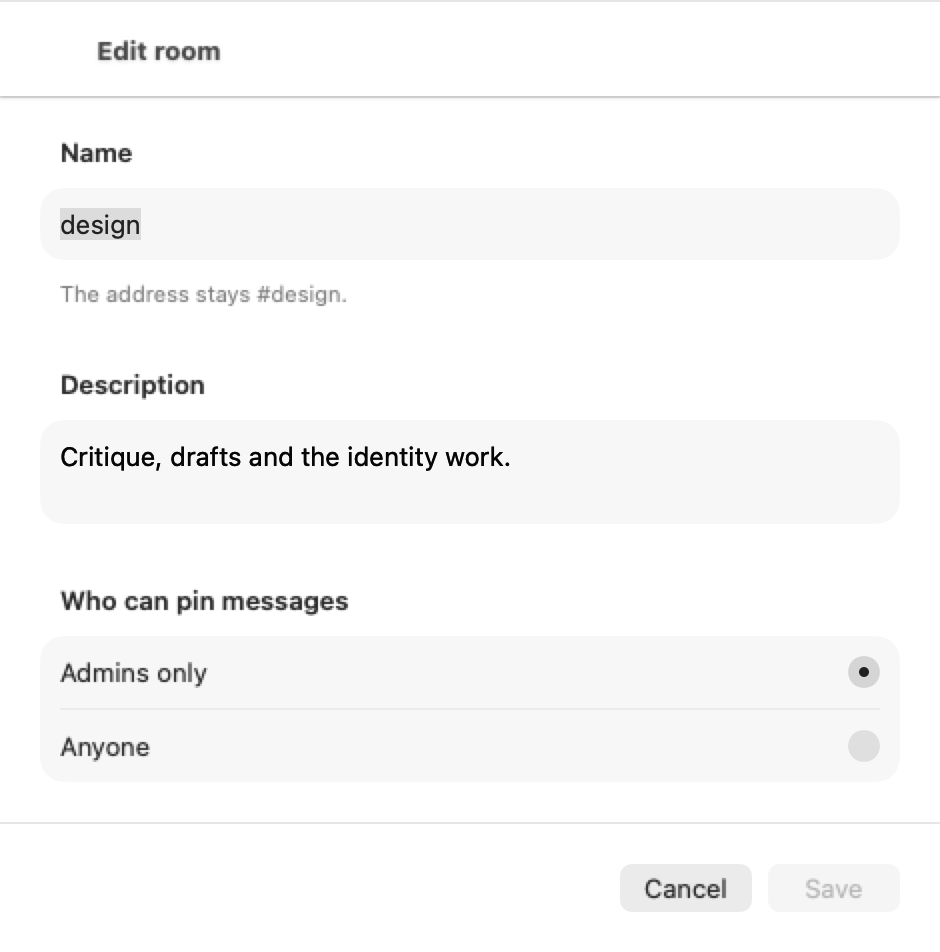 Edit room
Name
design
The address stays #design.
Description
Critique, drafts and the identity work.
Who can pin messages
Admins only
Anyone
Cancel
Save